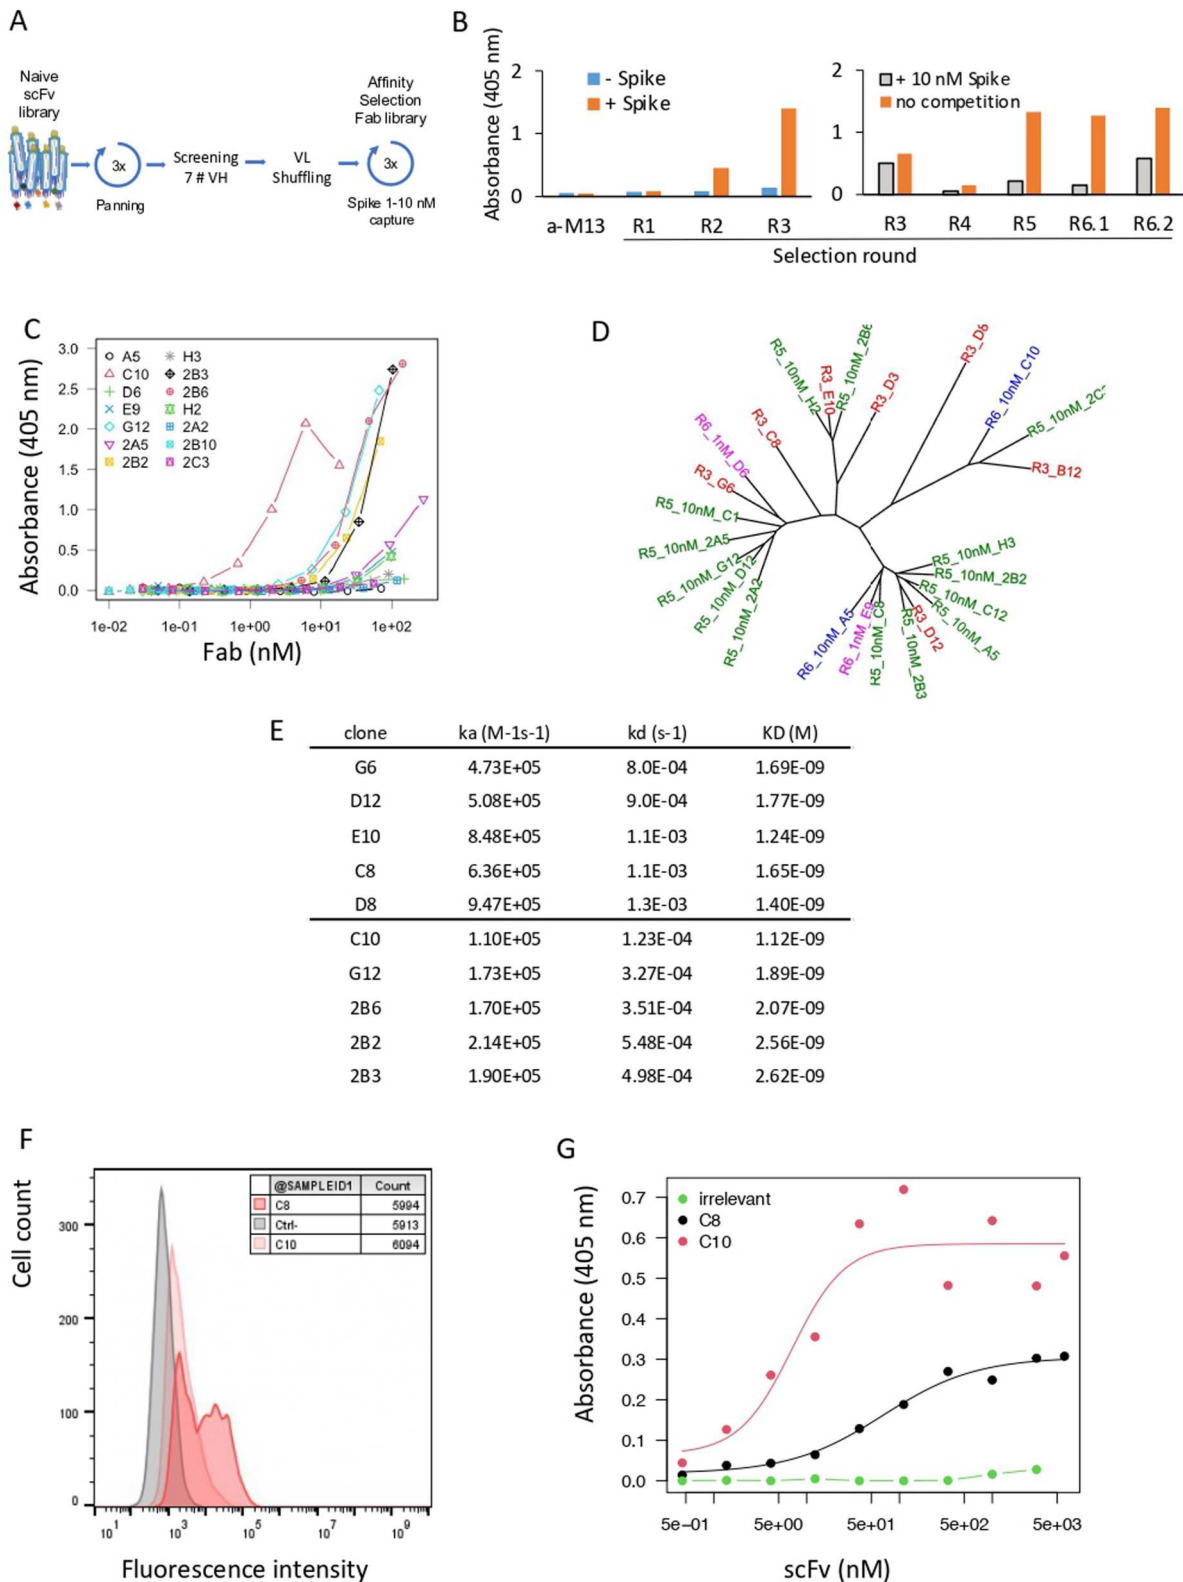 A
Naive
scFv
library
3x
Panning
Screening
7 # VH
VL
Shuffling
Affinity
Selection
Fab library
3x
Spike 1-10 nM
capture
B
Absorbance (405 nm)
2
1
0
- Spike
+ Spike
a-M13 R1 R2 R3
2
1
0
+ 10 nM Spike
no competition
R3 R4 R5 R6.1 R6.2
Selection round
C
Absorbance (405 nm)
3.0
2.5
2.0
1.5
1.0
0.5
0.0
A5 H3
C10 2B3
D6 2B6
E9 H2
G12 2A2
2A5 2B10
2B2 2C3
1e-02 1e-01 1e+00 1e+01 1e+02
Fab (nM)
D
R5_10nM_H2
R3_E10
R5_10nM_2B6
R3_D3
R3_D8
R6_10nM_C10
R3_B12
R3_C8
R6_1nM_D6
R3_G6
R5_10nM_C1
R5_10nM_2A5
R5_10nM_G12
R5_10nM_D12
R5_10nM_2A2
R6_10nM_A5
R6_1nM_E9
R5_10nM_C8
R5_10nM_2B3
R3_D12
R5_10nM_A5
R5_10nM_C12
R5_10nM_2B2
R5_10nM_H3
E
clone ka (M-1s-1) kd (s-1) KD (M)
G6 4.73E+05 8.0E-04 1.69E-09
D12 5.08E+05 9.0E-04 1.77E-09
E10 8.48E+05 1.1E-03 1.24E-09
C8 6.36E+05 1.1E-03 1.65E-09
D8 9.47E+05 1.3E-03 1.40E-09
C10 1.10E+05 1.23E-04 1.12E-09
G12 1.73E+05 3.27E-04 1.89E-09
2B6 1.70E+05 3.51E-04 2.07E-09
2B2 2.14E+05 5.48E-04 2.56E-09
2B3 1.90E+05 4.98E-04 2.62E-09
F
Cell count
300
200
100
0
@SAMPLEID1 Count
C8 5994
Ctrl- 5913
C10 6094
10^1 10^3 10^5 10^7 10^9
Fluorescence intensity
G
Absorbance (405 nm)
0.7
0.6
0.5
0.4
0.3
0.2
0.1
0.0
irrelevant
C8
C10
5e-01 5e+00 5e+01 5e+02 5e+03
scFv (nM)